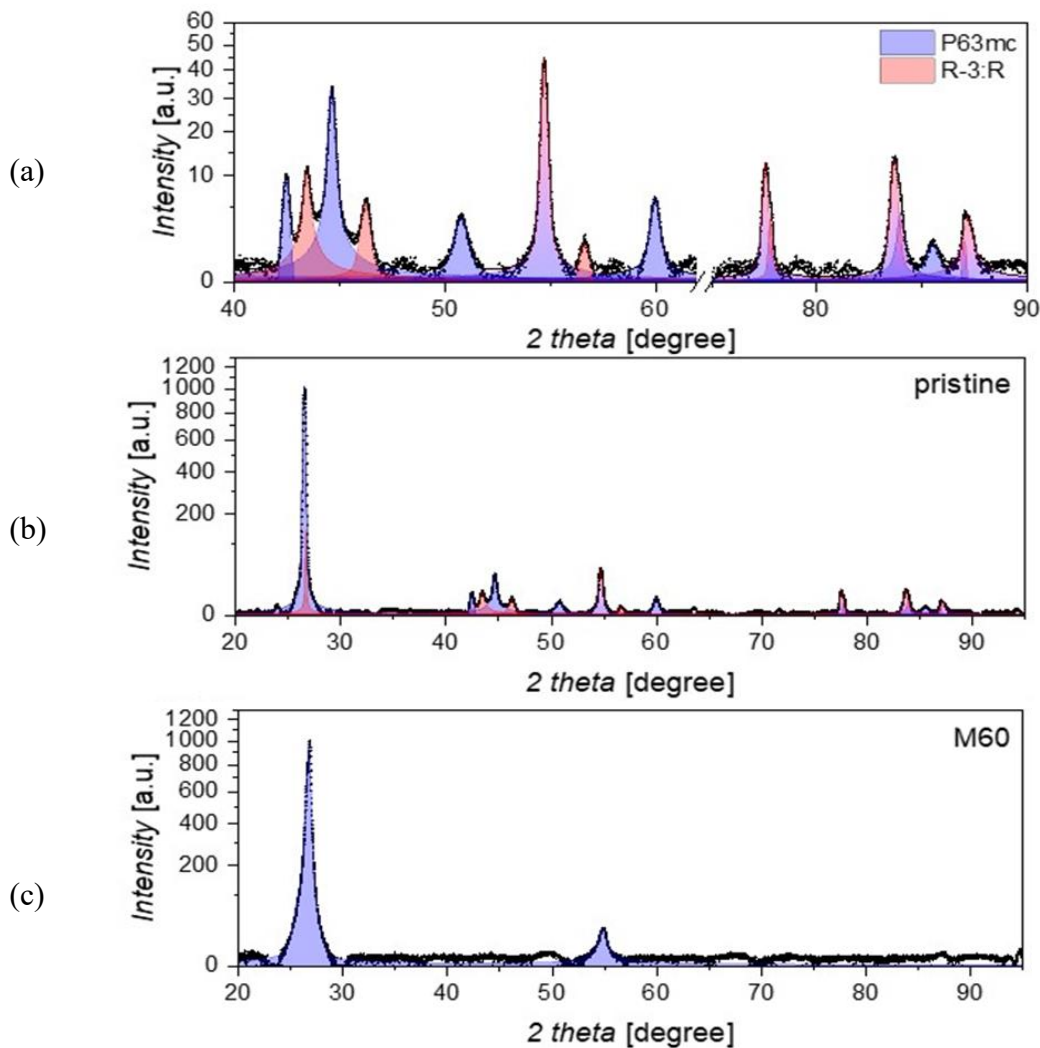 (a)
Intensity [a.u.]
60
50
40
30
20
10
0
P63mc
R-3:R
40 50 60 80 90
2 theta [degree]
(b)
Intensity [a.u.]
1200
1000
800
600
400
200
0
pristine
20 30 40 50 60 70 80 90
2 theta [degree]
(c)
Intensity [a.u.]
1200
1000
800
600
400
200
0
M60
20 30 40 50 60 70 80 90
2 theta [degree]